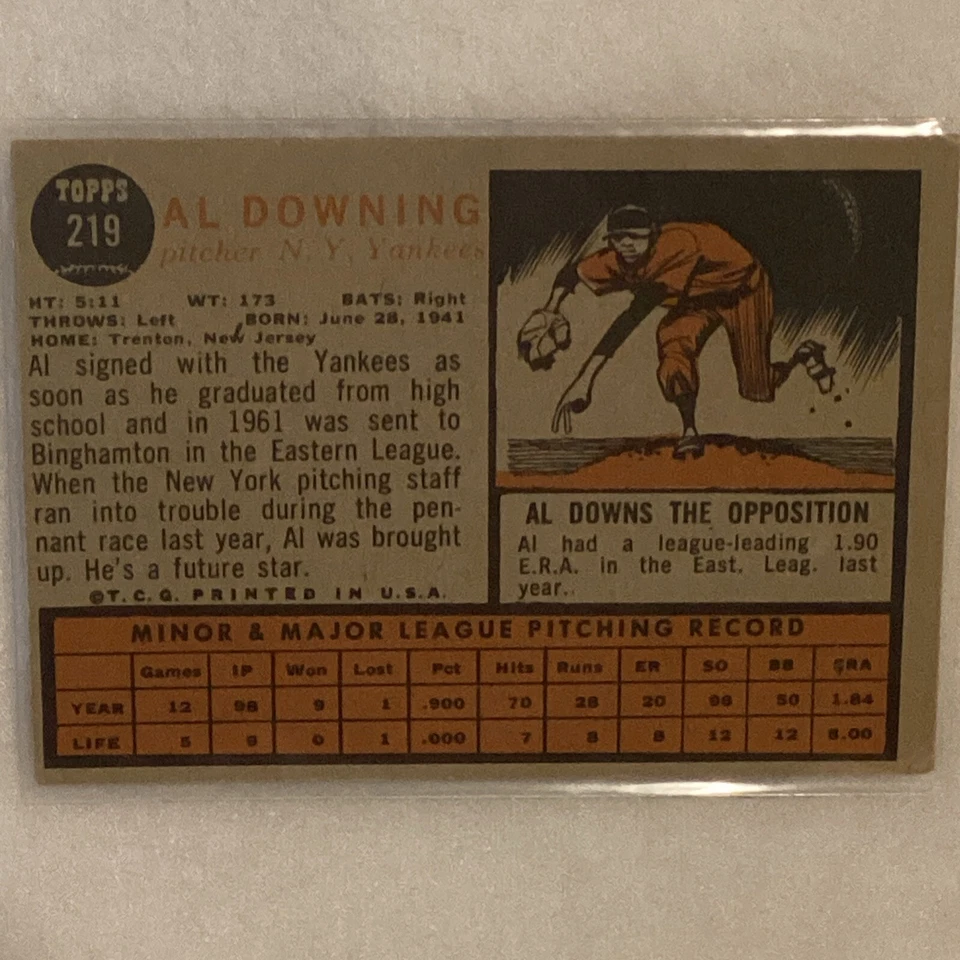 TOPPS
219
AL DOWNING
pitcher N. Y. Yankees
HT: 5:11 WT: 173 BATS: Right
THROWS: Left BORN: June 28, 1941
HOME: Trenton, New Jersey
Al signed with the Yankees as
soon as he graduated from high
school and in 1961 was sent to
Binghamton in the Eastern League.
When the New York pitching staff
ran into trouble during the pen-
nant race last year, Al was brought
up. He's a future star.
©T. C. G. PRINTED IN U.S.A.
AL DOWNS THE OPPOSITION
Al had a league-leading 1.90
E.R.A. in the East. Leag. last
year.
MINOR & MAJOR LEAGUE PITCHING RECORD
Games IP Won Lost Pct Hits Runs ER SO BB ERA
YEAR 12 98 9 1 .900 70 28 20 96 50 1.84
LIFE 5 9 0 1 .000 7 8 8 12 12 8.00